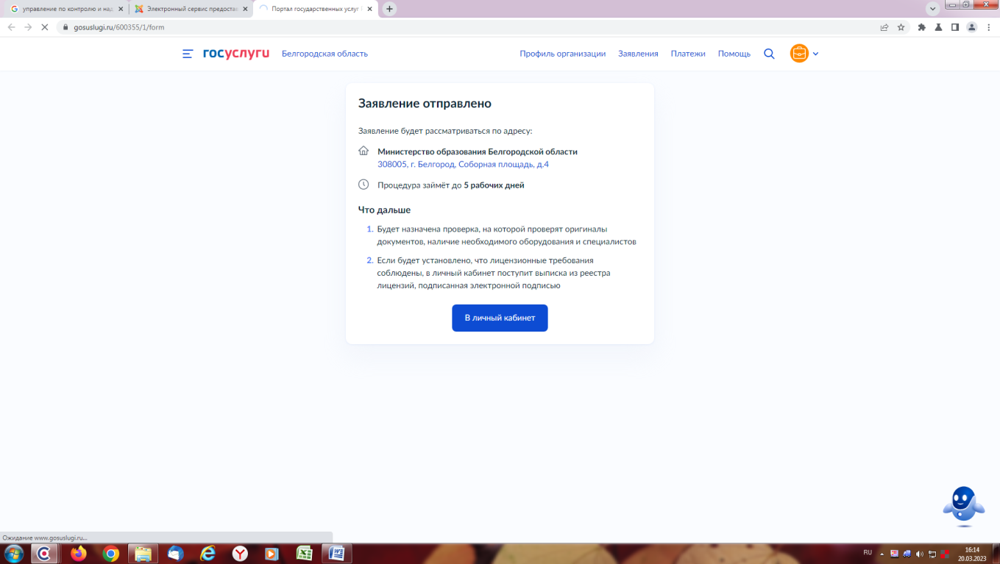 управление по контролю и над
Электронный сервис предостав
Портал государственных услуг
gosuslugi.ru/600355/1/form
госуслуги
Белгородская область
Профиль организации
Заявления
Платежи
Помощь
Заявление отправлено
Заявление будет рассматриваться по адресу:
Министерство образования Белгородской области
308005, г. Белгород, Соборная площадь, д.4
Процедура займёт до 5 рабочих дней
Что дальше
1. Будет назначена проверка, на которой проверят оригиналы
документов, наличие необходимого оборудования и специалистов
2. Если будет установлено, что лицензионные требования
соблюдены, в личный кабинет поступит выписка из реестра
лицензий, подписанная электронной подписью
В личный кабинет
Ожидание www.gosuslugi.ru...
RU
16:14
20.03.2023